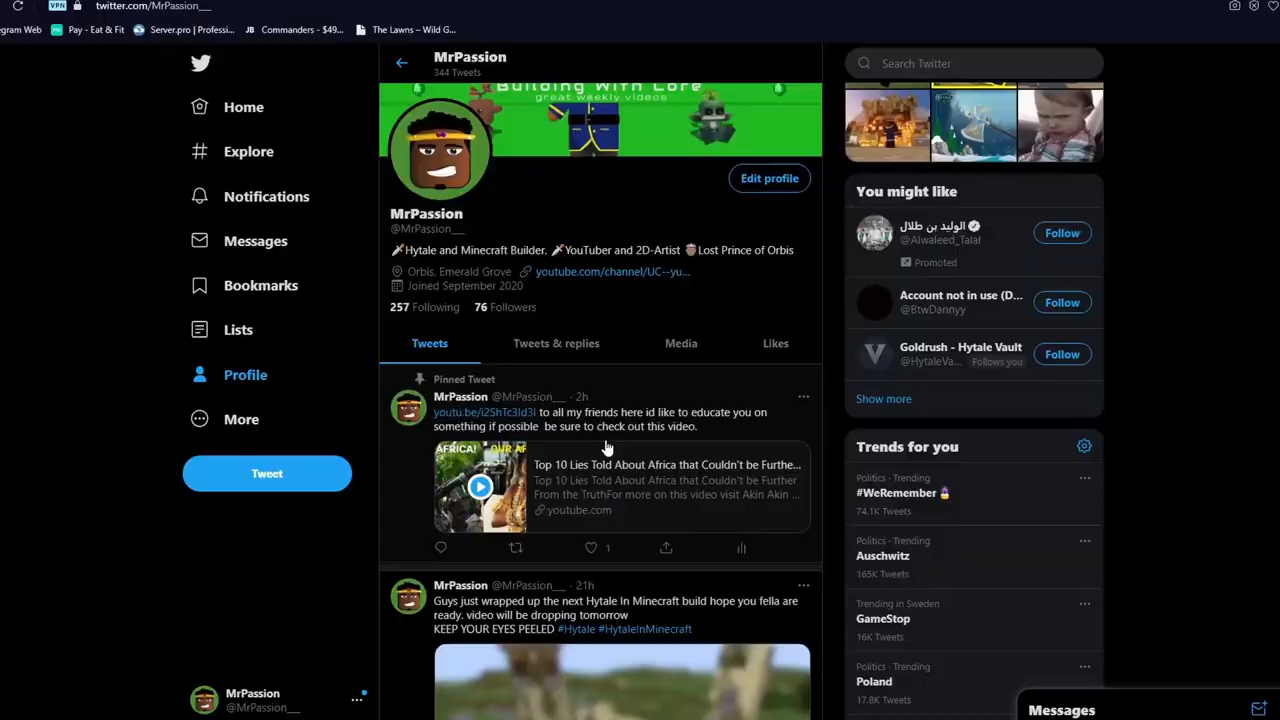 VPN
twitter.com/MrPassion__
egram Web
Pay - Eat & Fit
Server.pro | Professi...
JB Commanders - $49...
The Lawns – Wild G...
Home
Explore
Notifications
Messages
Bookmarks
Lists
Profile
More
Tweet
MrPassion
@MrPassion__
MrPassion
344 Tweets
Building With Lore
great weekly videos
Edit profile
MrPassion
@MrPassion__
Hytale and Minecraft Builder. YouTuber and 2D-Artist Lost Prince of Orbis
Orbis, Emerald Grove youtube.com/channel/UC--yu...
Joined September 2020
257 Following 76 Followers
Tweets Tweets & replies Media Likes
Pinned Tweet
MrPassion @MrPassion__ · 2h
youtu.be/i2ShTc3Id3I to all my friends here id like to educate you on
something if possible be sure to check out this video.
AFRICA! OUR AF
Top 10 Lies Told About Africa that Couldn't be Furthe...
Top 10 Lies Told About Africa that Couldn't be Further
From the TruthFor more on this video visit Akin Akin ...
youtube.com
1
MrPassion @MrPassion__ · 21h
Guys just wrapped up the next Hytale In Minecraft build hope you fella are
ready. video will be dropping tomorrow
KEEP YOUR EYES PEELED #Hytale #HytaleInMinecraft
Search Twitter
You might like
الوليد بن طلال
@Alwaleed_Talal
Follow
Promoted
Account not in use (D...
@BtwDannyy
Follow
Goldrush - Hytale Vault
@HytaleVa... Follows you
Follow
Show more
Trends for you
Politics · Trending
#WeRemember
74.1K Tweets
Politics · Trending
Auschwitz
165K Tweets
Trending in Sweden
GameStop
16K Tweets
Politics · Trending
Poland
17.8K Tweets
Messages